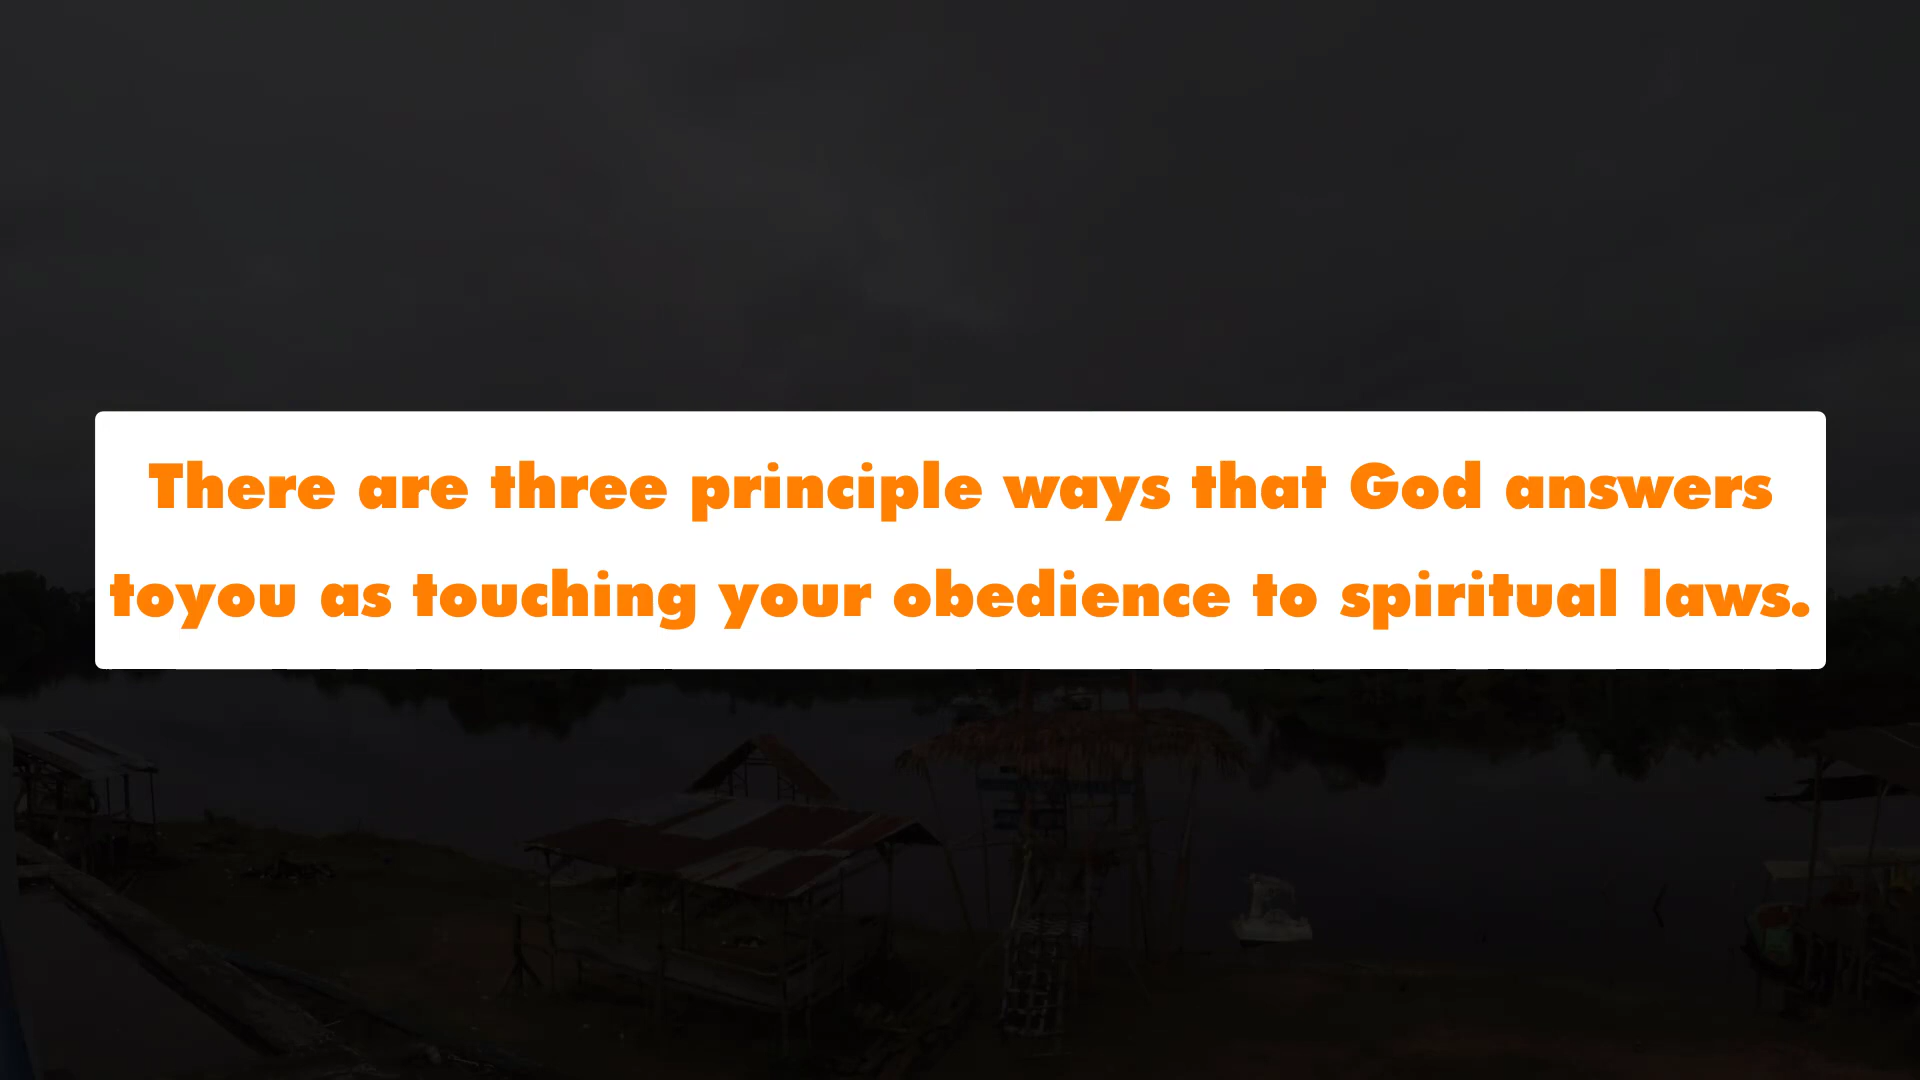 There are three principle ways that God answers
toyou as touching your obedience to spiritual laws.